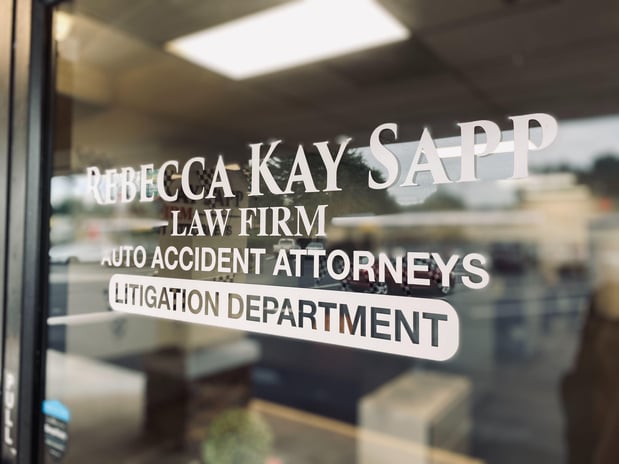 REBECCA KAY SAPP
LAW FIRM
AUTO ACCIDENT ATTORNEYS
LITIGATION DEPARTMENT